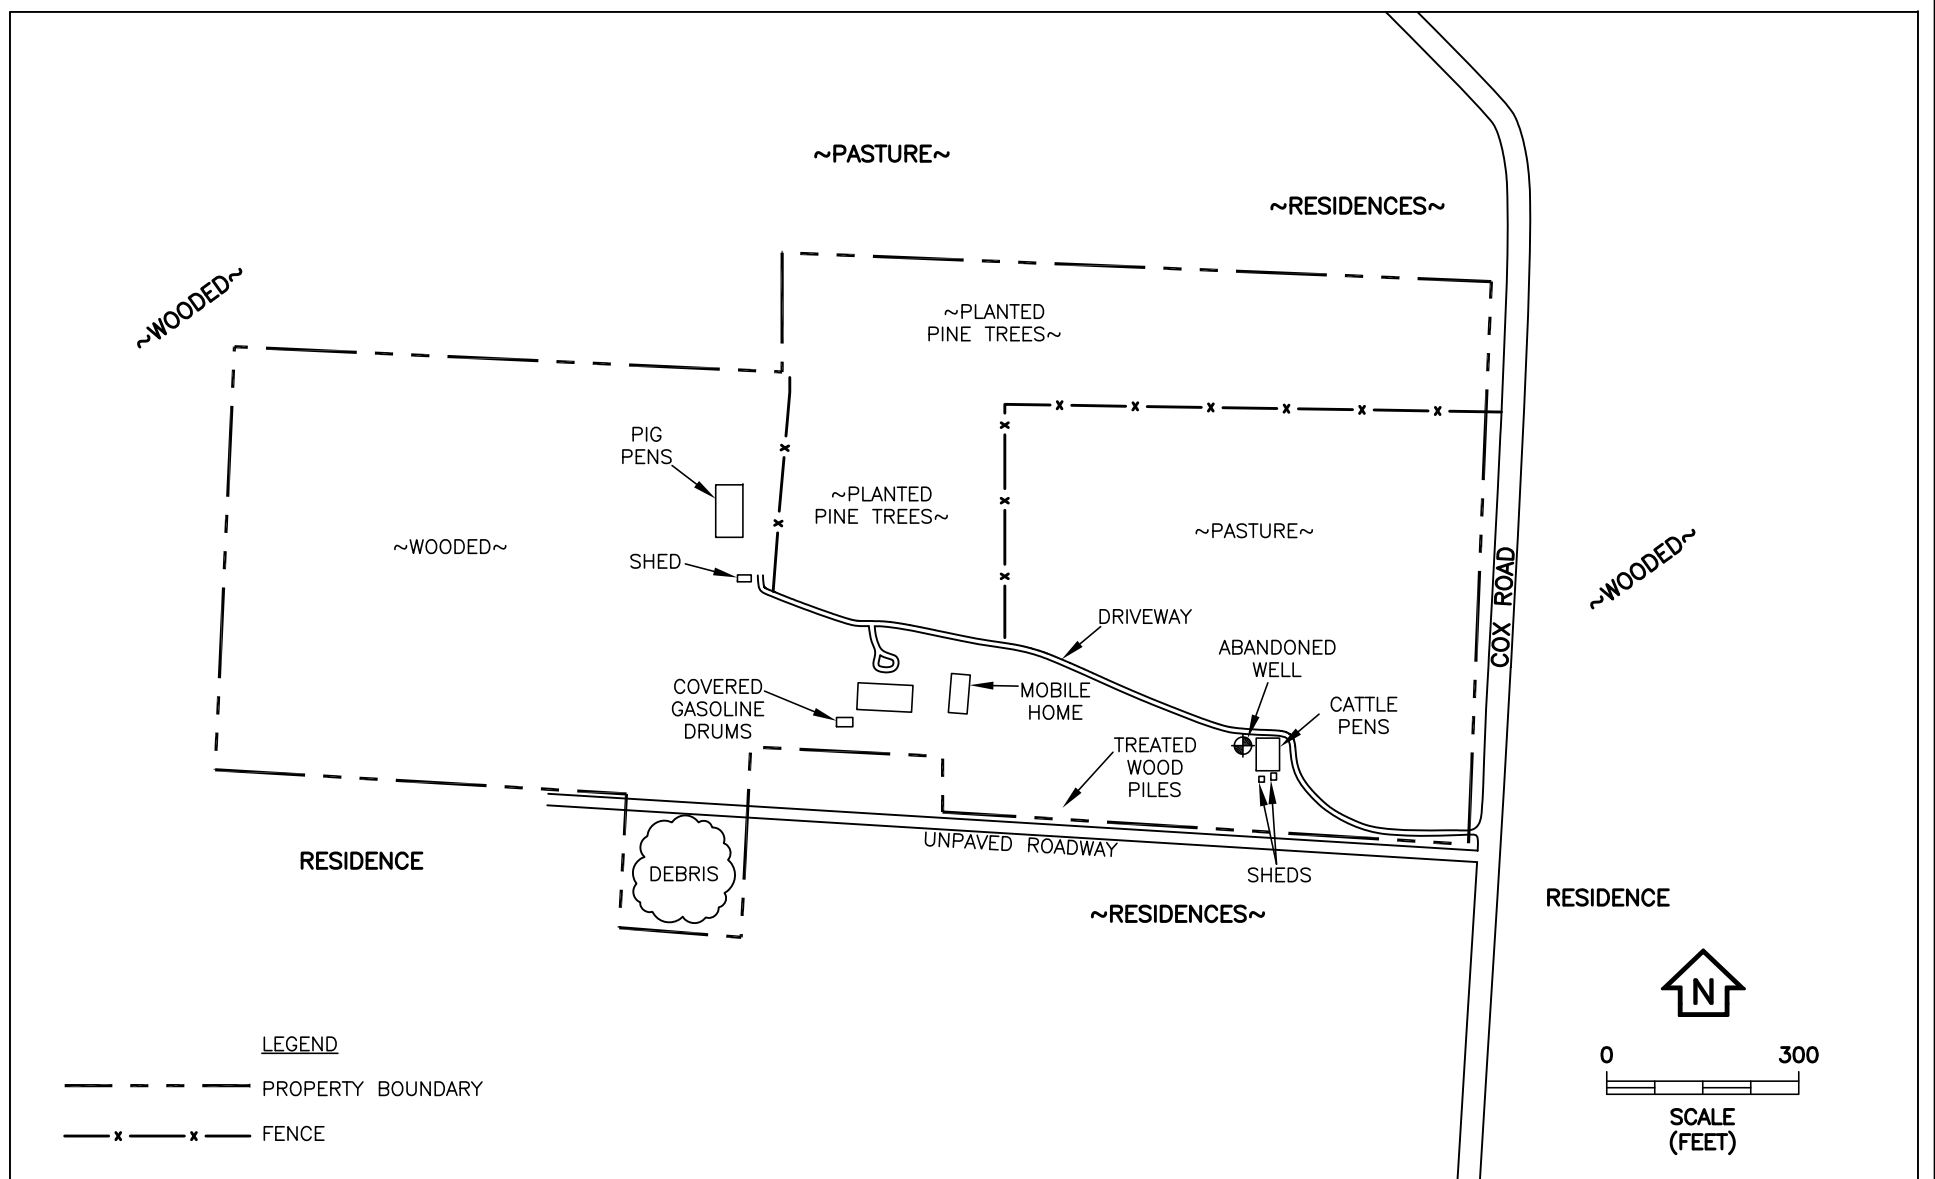 ~PASTURE~
~RESIDENCES~
~WOODED~
~PLANTED
PINE TREES~
PIG
PENS
~PLANTED
PINE TREES~
~PASTURE~
~WOODED~
SHED
COX ROAD
~WOODED~
DRIVEWAY
ABANDONED
WELL
COVERED
GASOLINE
DRUMS
MOBILE
HOME
CATTLE
PENS
TREATED
WOOD
PILES
UNPAVED ROADWAY
RESIDENCE
DEBRIS
SHEDS
~RESIDENCES~
RESIDENCE
N
LEGEND
PROPERTY BOUNDARY
FENCE
0 300
SCALE
(FEET)